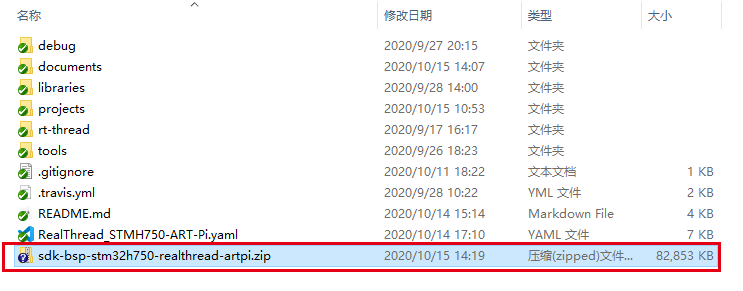 名称 修改日期 类型 大小
debug 2020/9/27 20:15 文件夹
documents 2020/10/15 14:07 文件夹
libraries 2020/9/28 14:00 文件夹
projects 2020/10/15 10:53 文件夹
rt-thread 2020/9/17 16:17 文件夹
tools 2020/9/26 18:23 文件夹
.gitignore 2020/10/11 18:22 文本文档 1 KB
.travis.yml 2020/9/28 10:22 YML 文件 2 KB
README.md 2020/10/14 15:14 Markdown File 4 KB
RealThread_STMH750-ART-Pi.yaml 2020/10/14 17:10 YAML 文件 7 KB
sdk-bsp-stm32h750-realthread-artpi.zip 2020/10/15 14:19 压缩(zipped)文件... 82,853 KB